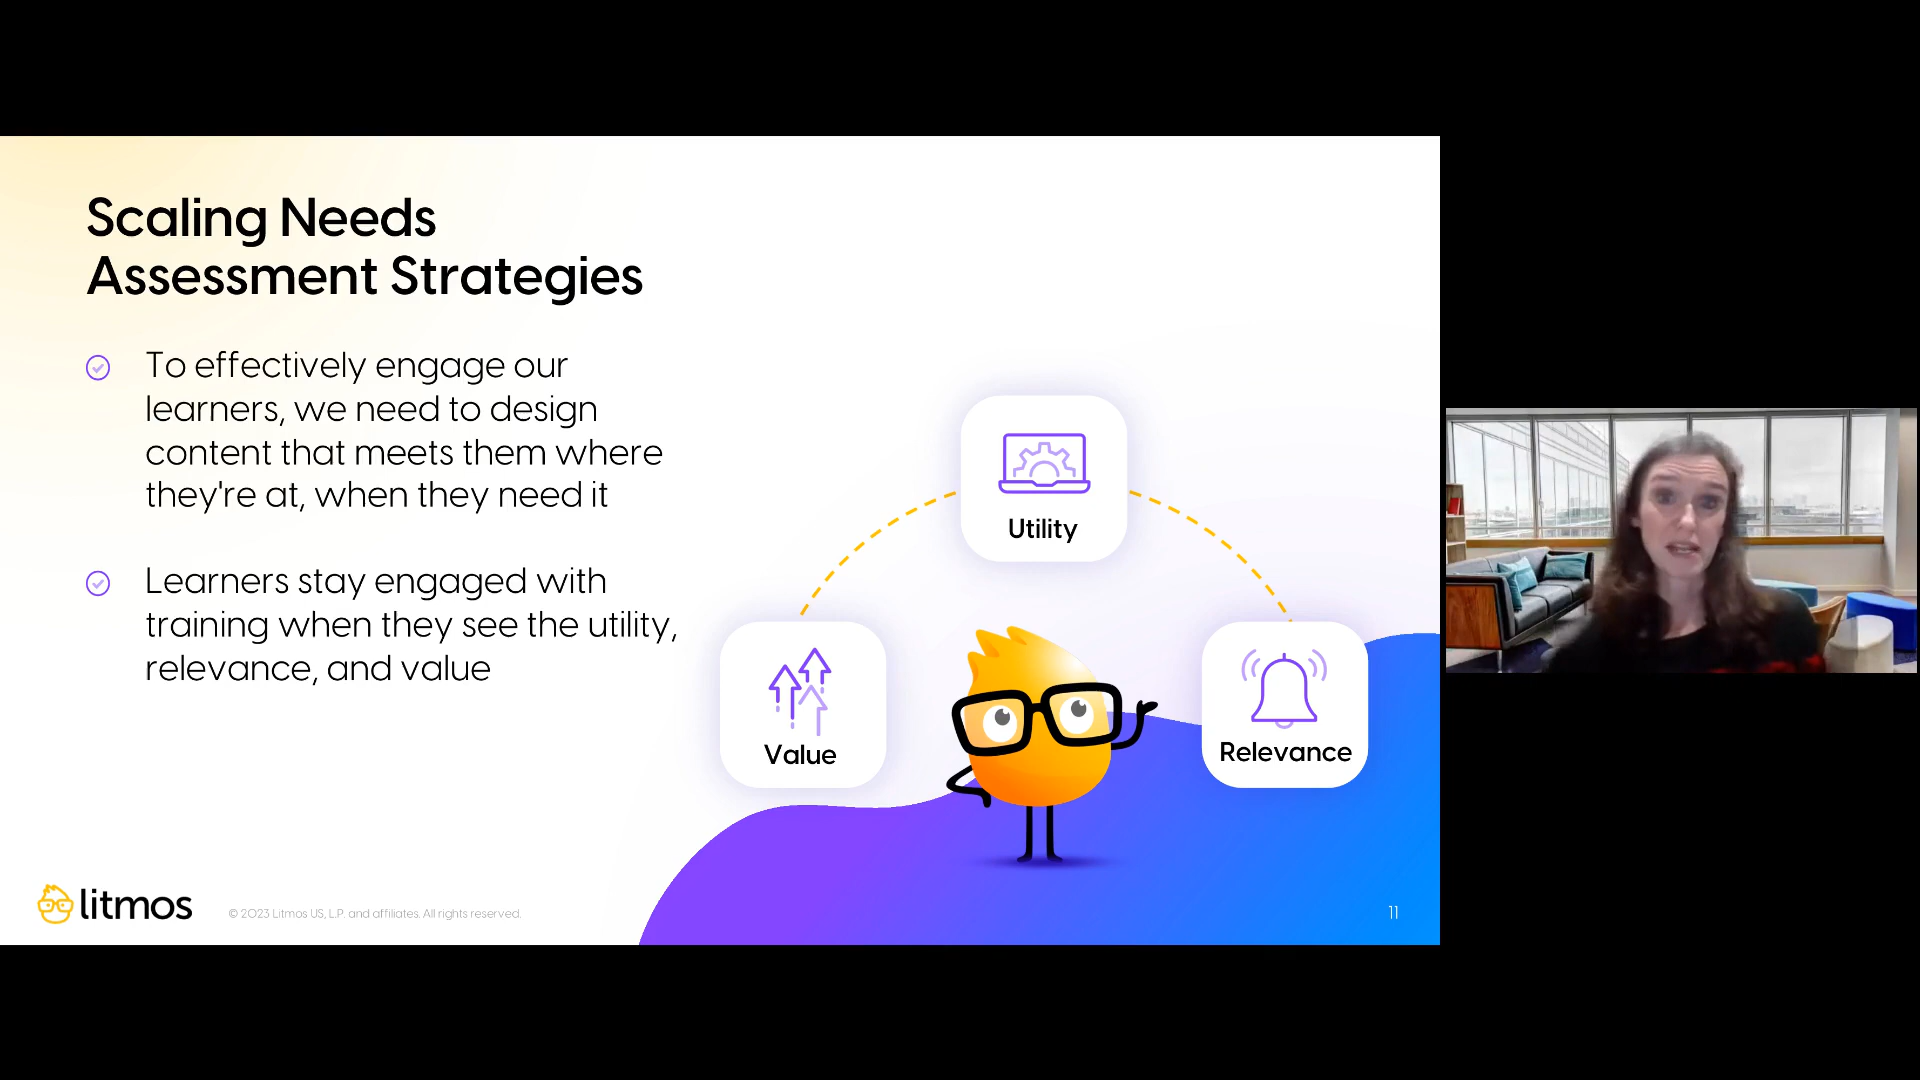 Scaling Needs
Assessment Strategies
To effectively engage our
learners, we need to design
content that meets them where
they're at, when they need it
Learners stay engaged with
training when they see the utility,
relevance, and value
Utility
Value
Relevance
litmos
© 2023 Litmos US, L.P. and affiliates. All rights reserved.
11